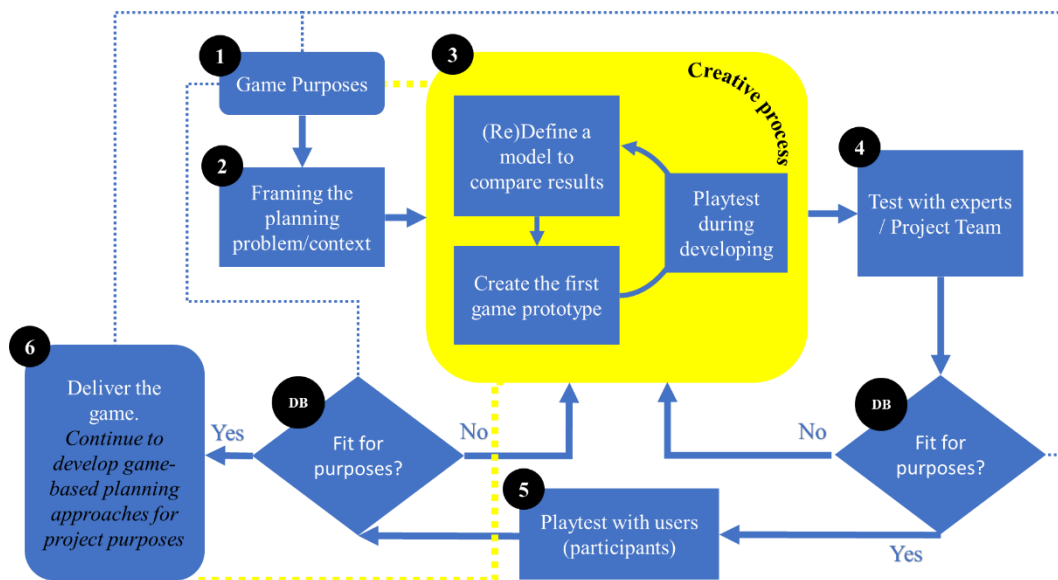 1
Game Purposes
2
Framing the
planning
problem/context
3
Creative process
(Re)Define a
model to
compare results
Create the first
game prototype
Playtest
during
developing
4
Test with experts
/ Project Team
DB
Fit for
purposes?
No
Yes
5
Playtest with users
(participants)
DB
Fit for
purposes?
No
Yes
6
Deliver the
game.
Continue to
develop game-
based planning
approaches for
project purposes